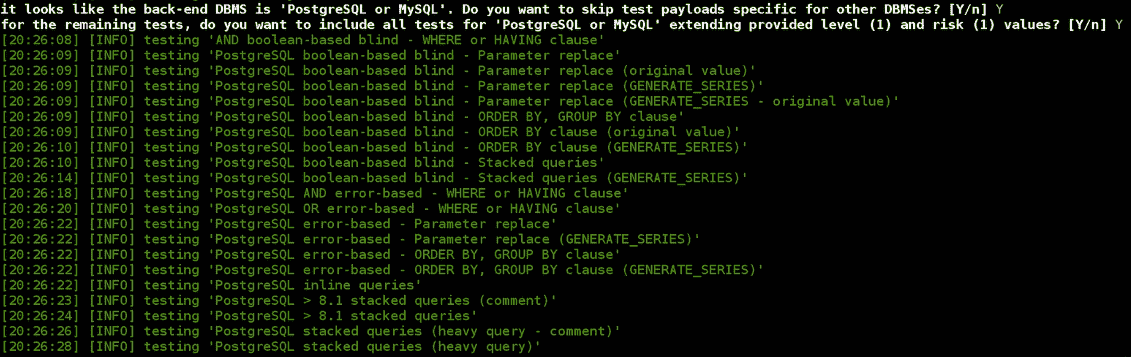 it looks like the back-end DBMS is 'PostgreSQL or MySQL'. Do you want to skip test payloads specific for other DBMSes? [Y/n] Y
for the remaining tests, do you want to include all tests for 'PostgreSQL or MySQL' extending provided level (1) and risk (1) values? [Y/n] Y
[20:26:08] [INFO] testing 'AND boolean-based blind - WHERE or HAVING clause'
[20:26:09] [INFO] testing 'PostgreSQL boolean-based blind - Parameter replace'
[20:26:09] [INFO] testing 'PostgreSQL boolean-based blind - Parameter replace (original value)'
[20:26:09] [INFO] testing 'PostgreSQL boolean-based blind - Parameter replace (GENERATE_SERIES)'
[20:26:09] [INFO] testing 'PostgreSQL boolean-based blind - Parameter replace (GENERATE_SERIES - original value)'
[20:26:09] [INFO] testing 'PostgreSQL boolean-based blind - ORDER BY, GROUP BY clause'
[20:26:09] [INFO] testing 'PostgreSQL boolean-based blind - ORDER BY clause (original value)'
[20:26:10] [INFO] testing 'PostgreSQL boolean-based blind - ORDER BY clause (GENERATE_SERIES)'
[20:26:10] [INFO] testing 'PostgreSQL boolean-based blind - Stacked queries'
[20:26:14] [INFO] testing 'PostgreSQL boolean-based blind - Stacked queries (GENERATE_SERIES)'
[20:26:18] [INFO] testing 'PostgreSQL AND error-based - WHERE or HAVING clause'
[20:26:20] [INFO] testing 'PostgreSQL OR error-based - WHERE or HAVING clause'
[20:26:22] [INFO] testing 'PostgreSQL error-based - Parameter replace'
[20:26:22] [INFO] testing 'PostgreSQL error-based - Parameter replace (GENERATE_SERIES)'
[20:26:22] [INFO] testing 'PostgreSQL error-based - ORDER BY, GROUP BY clause'
[20:26:22] [INFO] testing 'PostgreSQL error-based - ORDER BY, GROUP BY clause (GENERATE_SERIES)'
[20:26:22] [INFO] testing 'PostgreSQL inline queries'
[20:26:23] [INFO] testing 'PostgreSQL > 8.1 stacked queries (comment)'
[20:26:24] [INFO] testing 'PostgreSQL > 8.1 stacked queries'
[20:26:26] [INFO] testing 'PostgreSQL stacked queries (heavy query - comment)'
[20:26:28] [INFO] testing 'PostgreSQL stacked queries (heavy query)'